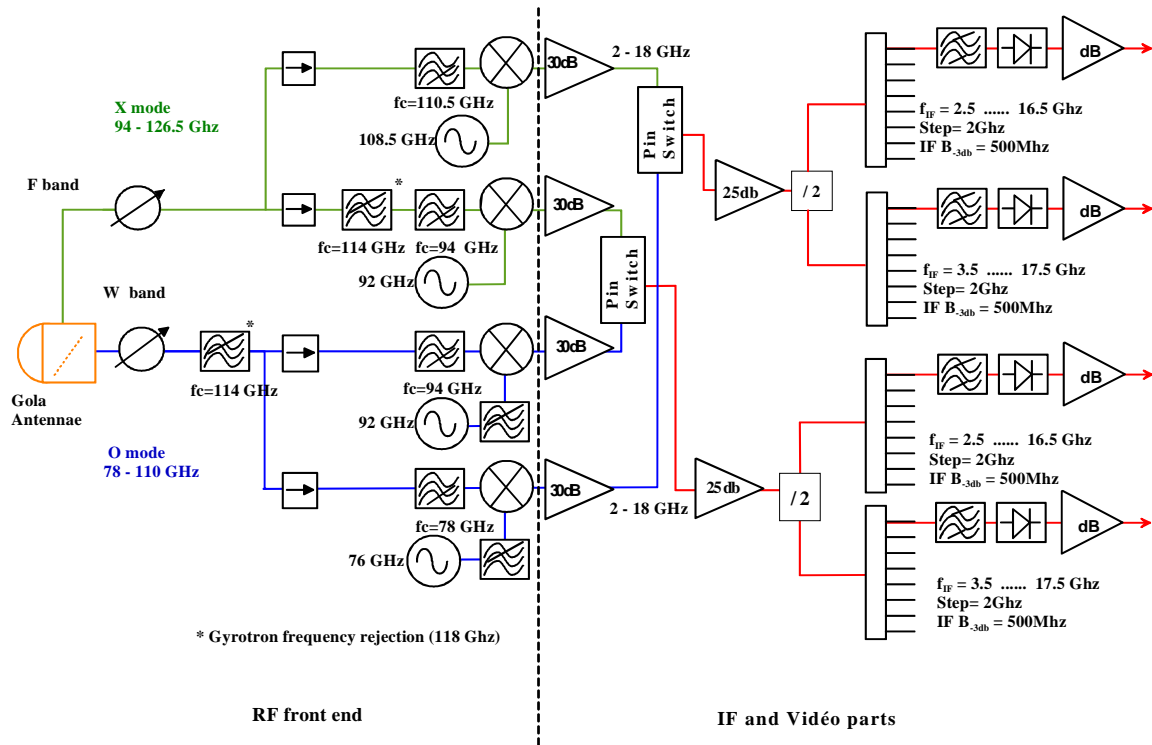 X mode
94 - 126.5 Ghz
fc=110.5 GHz
108.5 GHz
30dB
2 - 18 GHz
Pin
Switch
F band
*
fc=114 GHz
fc=94 GHz
92 GHz
30dB
Pin
Switch
W band
*
fc=114 GHz
fc=94 GHz
92 GHz
30dB
Gola
Antennae
O mode
78 - 110 GHz
fc=78 GHz
76 GHz
30dB
2 - 18 GHz
* Gyrotron frequency rejection (118 Ghz)
RF front end
25db
/ 2
dB
fIF = 2.5 ...... 16.5 Ghz
Step= 2Ghz
IF B-3db = 500Mhz
dB
fIF = 3.5 ...... 17.5 Ghz
Step= 2Ghz
IF B-3db = 500Mhz
25db
/ 2
dB
fIF = 2.5 ...... 16.5 Ghz
Step= 2Ghz
IF B-3db = 500Mhz
dB
fIF = 3.5 ...... 17.5 Ghz
Step= 2Ghz
IF B-3db = 500Mhz
IF and Vidéo parts